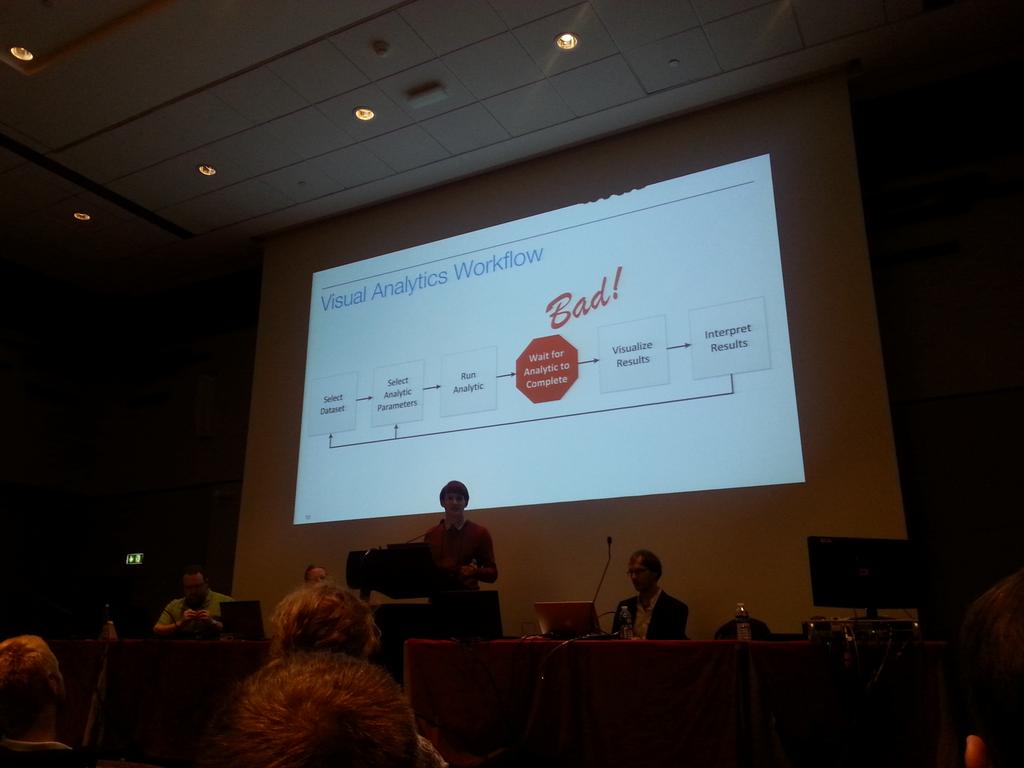 Visual Analytics Workflow
Bad!
Select
Dataset
Select
Analytic
Parameters
Run
Analytic
Wait for
Analytic to
Complete
Visualize
Results
Interpret
Results